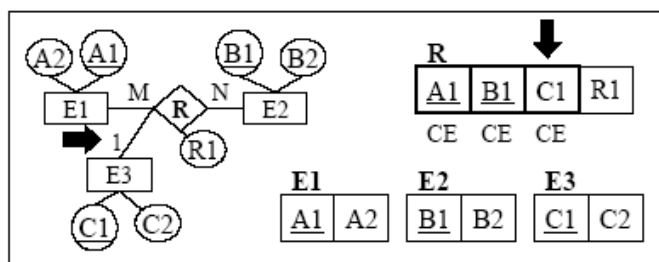 A2 A1 B1 B2
E1 M R N E2
1 R1
E3
C1 C2
R
A1 B1 C1 R1
CE CE CE
E1 E2 E3
A1 A2 B1 B2 C1 C2